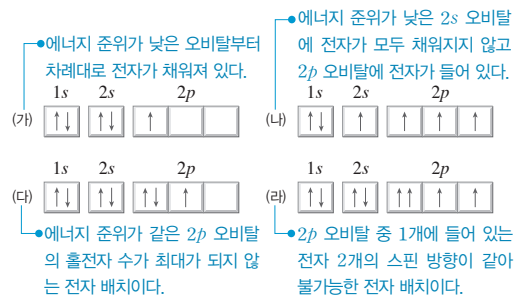 에너지 준위가 낮은 오비탈부터
차례대로 전자가 채워져 있다.
1s 2s 2p
(가) ↑↓ ↑↓ ↑
에너지 준위가 낮은 2s 오비탈
에 전자가 모두 채워지지 않고
2p 오비탈에 전자가 들어 있다.
1s 2s 2p
(나) ↑↓ ↑ ↑ ↑ ↑
1s 2s 2p
(다) ↑↓ ↑↓ ↑↓ ↑
에너지 준위가 같은 2p 오비탈
의 홀전자 수가 최대가 되지 않
는 전자 배치이다.
1s 2s 2p
(라) ↑↓ ↑↓ ↑↑ ↑ ↑
2p 오비탈 중 1개에 들어 있는
전자 2개의 스핀 방향이 같아
불가능한 전자 배치이다.